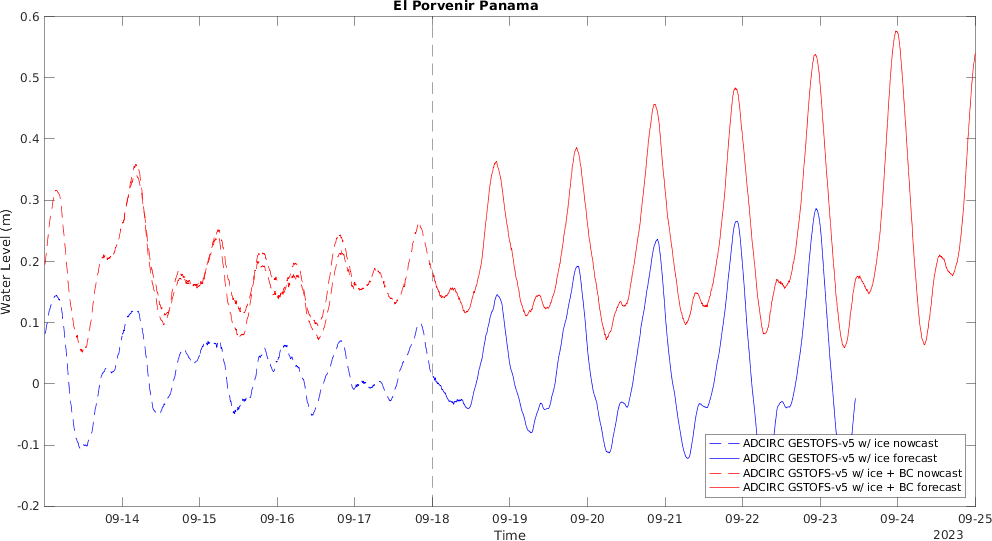 El Porvenir Panama
0.6
0.5
0.4
0.3
0.2
0.1
0
-0.1
-0.2
Water Level (m)
ADCIRC GESTOFS-v5 w/ ice nowcast
ADCIRC GESTOFS-v5 w/ ice forecast
ADCIRC GSTOFS-v5 w/ ice + BC nowcast
ADCIRC GSTOFS-v5 w/ ice + BC forecast
09-14 09-15 09-16 09-17 09-18 09-19 09-20 09-21 09-22 09-23 09-24 09-25
Time
2023